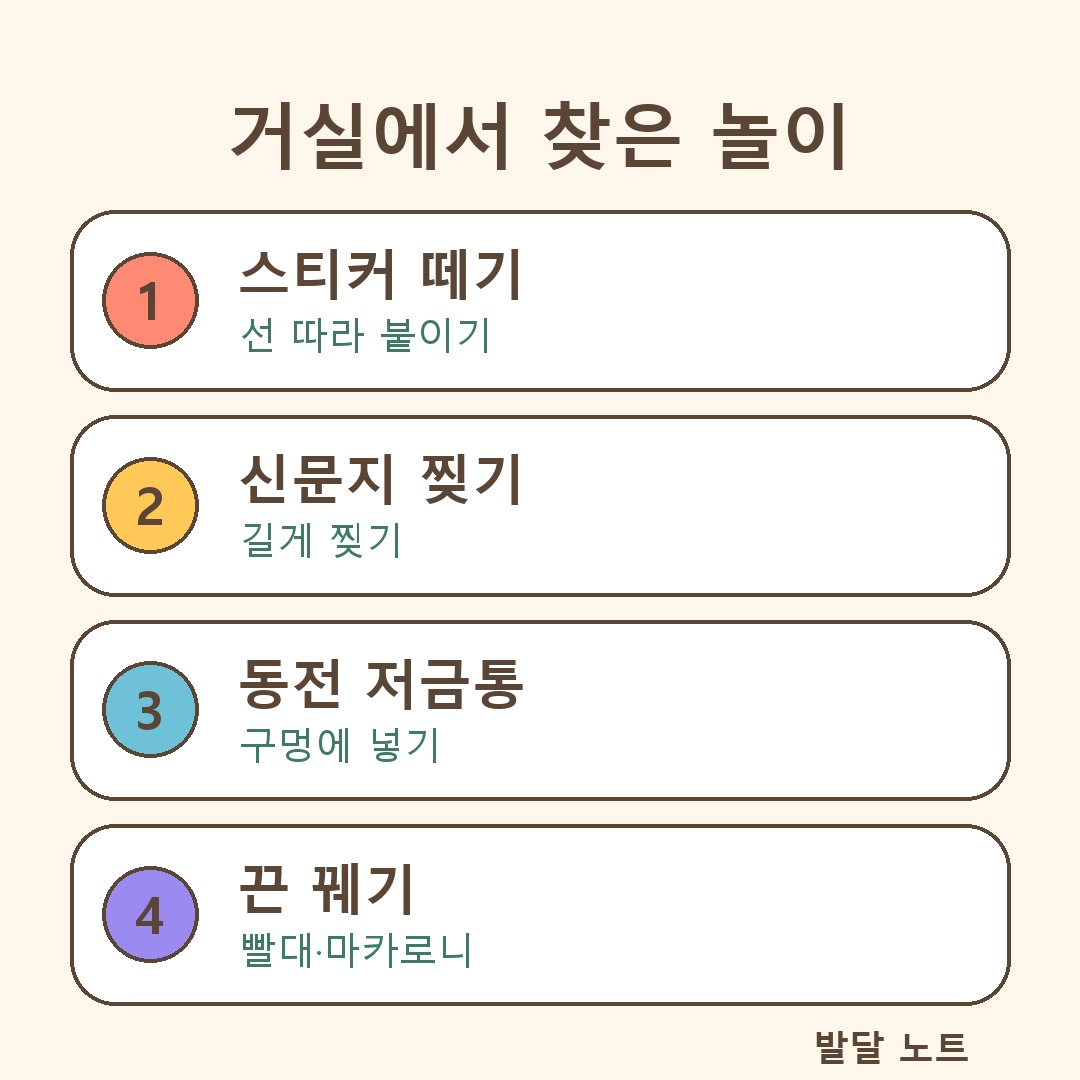 거실에서 찾은 놀이
1
스티커 떼기
선 따라 붙이기
2
신문지 찢기
길게 찢기
3
동전 저금통
구멍에 넣기
4
끈 꿰기
빨대·마카로니
발달 노트